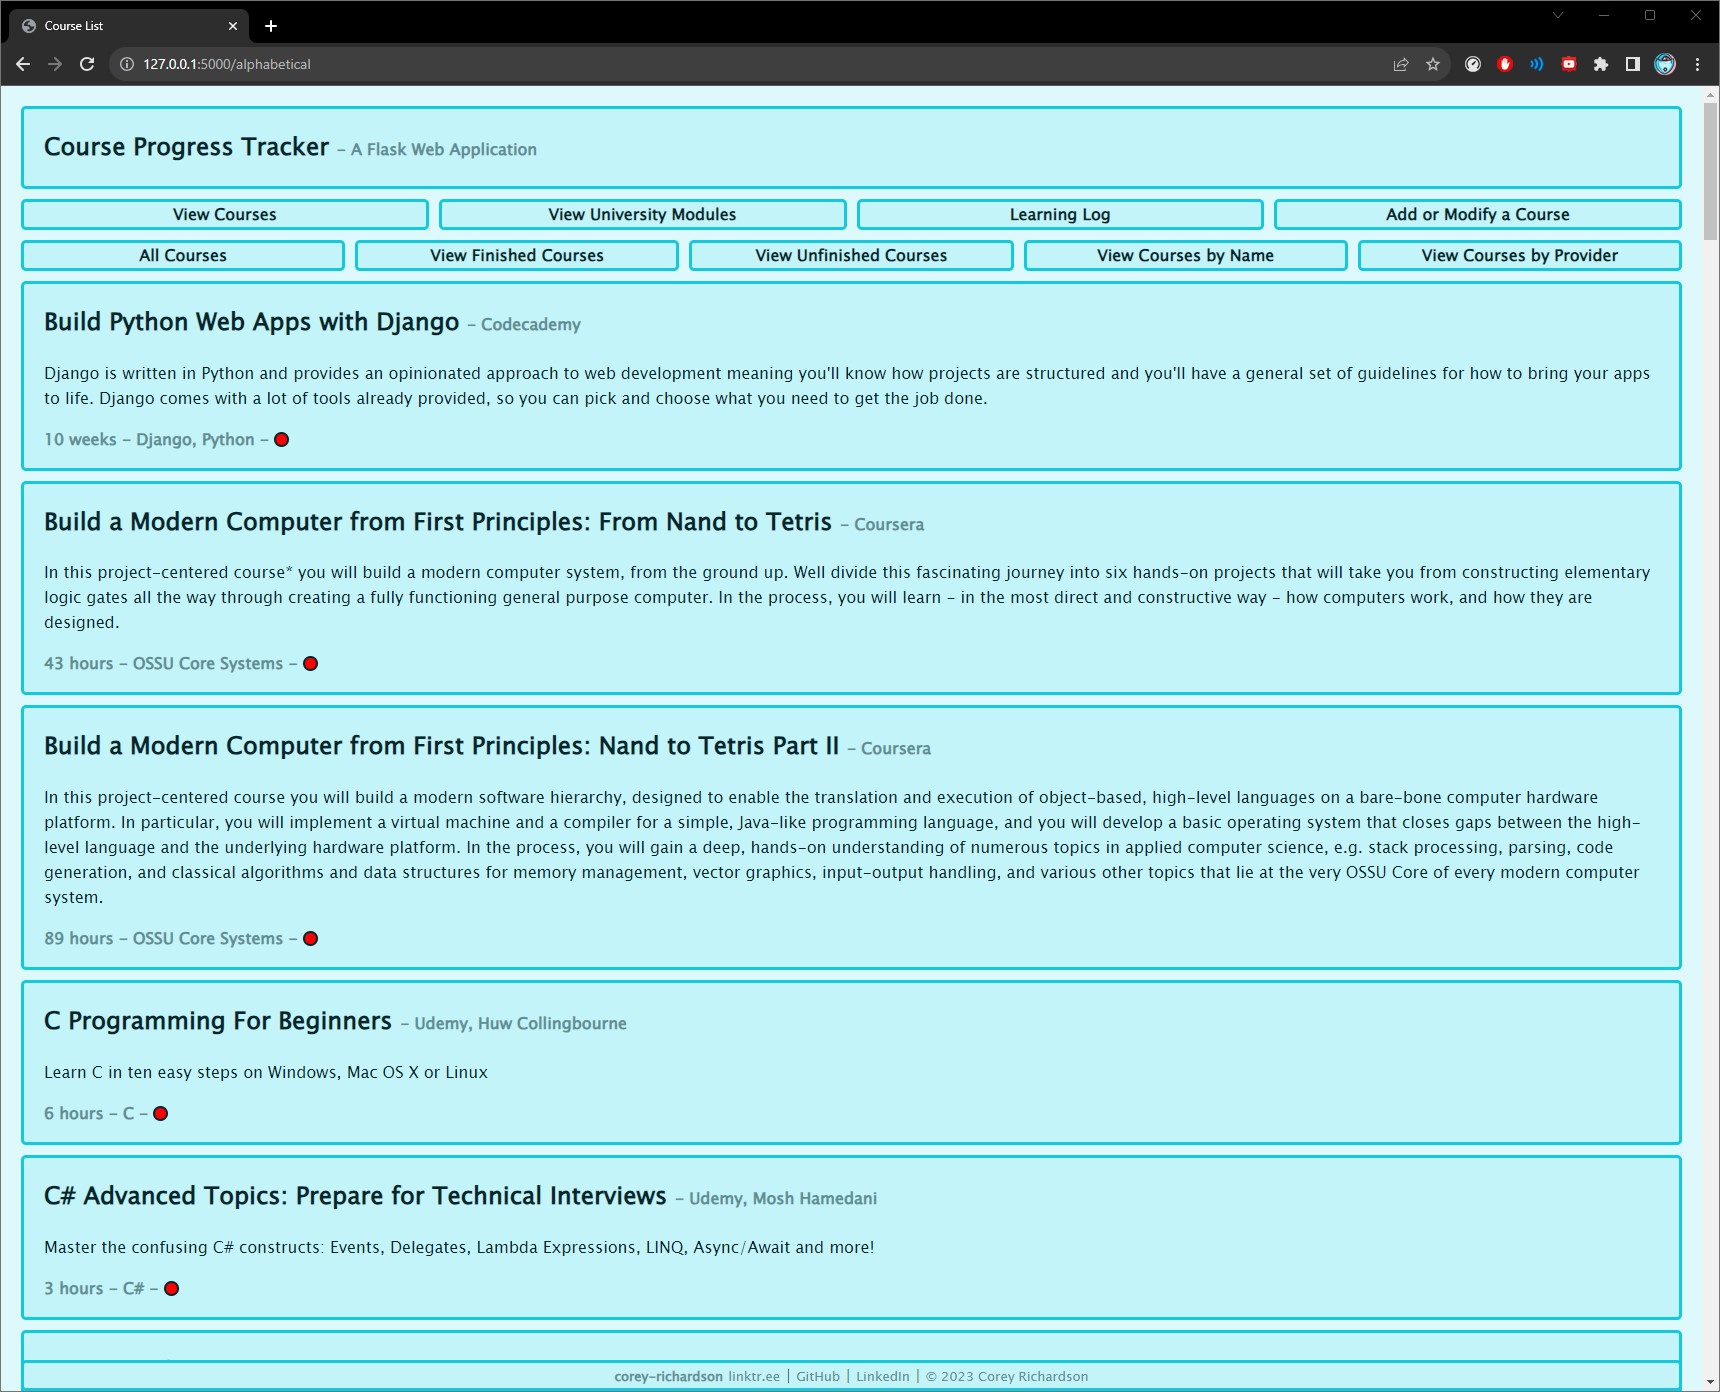 Course List
127.0.0.1:5000/alphabetical
Course Progress Tracker - A Flask Web Application
View Courses
View University Modules
Learning Log
Add or Modify a Course
All Courses
View Finished Courses
View Unfinished Courses
View Courses by Name
View Courses by Provider
Build Python Web Apps with Django - Codecademy
Django is written in Python and provides an opinionated approach to web development meaning you'll know how projects are structured and you'll have a general set of guidelines for how to bring your apps
to life. Django comes with a lot of tools already provided, so you can pick and choose what you need to get the job done.
10 weeks - Django, Python -
Build a Modern Computer from First Principles: From Nand to Tetris - Coursera
In this project-centered course* you will build a modern computer system, from the ground up. Well divide this fascinating journey into six hands-on projects that will take you from constructing elementary
logic gates all the way through creating a fully functioning general purpose computer. In the process, you will learn - in the most direct and constructive way - how computers work, and how they are
designed.
43 hours - OSSU Core Systems -
Build a Modern Computer from First Principles: Nand to Tetris Part II - Coursera
In this project-centered course you will build a modern software hierarchy, designed to enable the translation and execution of object-based, high-level languages on a bare-bone computer hardware
platform. In particular, you will implement a virtual machine and a compiler for a simple, Java-like programming language, and you will develop a basic operating system that closes gaps between the high-
level language and the underlying hardware platform. In the process, you will gain a deep, hands-on understanding of numerous topics in applied computer science, e.g. stack processing, parsing, code
generation, and classical algorithms and data structures for memory management, vector graphics, input-output handling, and various other topics that lie at the very OSSU Core of every modern computer
system.
89 hours - OSSU Core Systems -
C Programming For Beginners - Udemy, Huw Collingbourne
Learn C in ten easy steps on Windows, Mac OS X or Linux
6 hours - C -
C# Advanced Topics: Prepare for Technical Interviews - Udemy, Mosh Hamedani
Master the confusing C# constructs: Events, Delegates, Lambda Expressions, LINQ, Async/Await and more!
3 hours - C# -
corey-richardson linktr.ee | GitHub | LinkedIn | © 2023 Corey Richardson